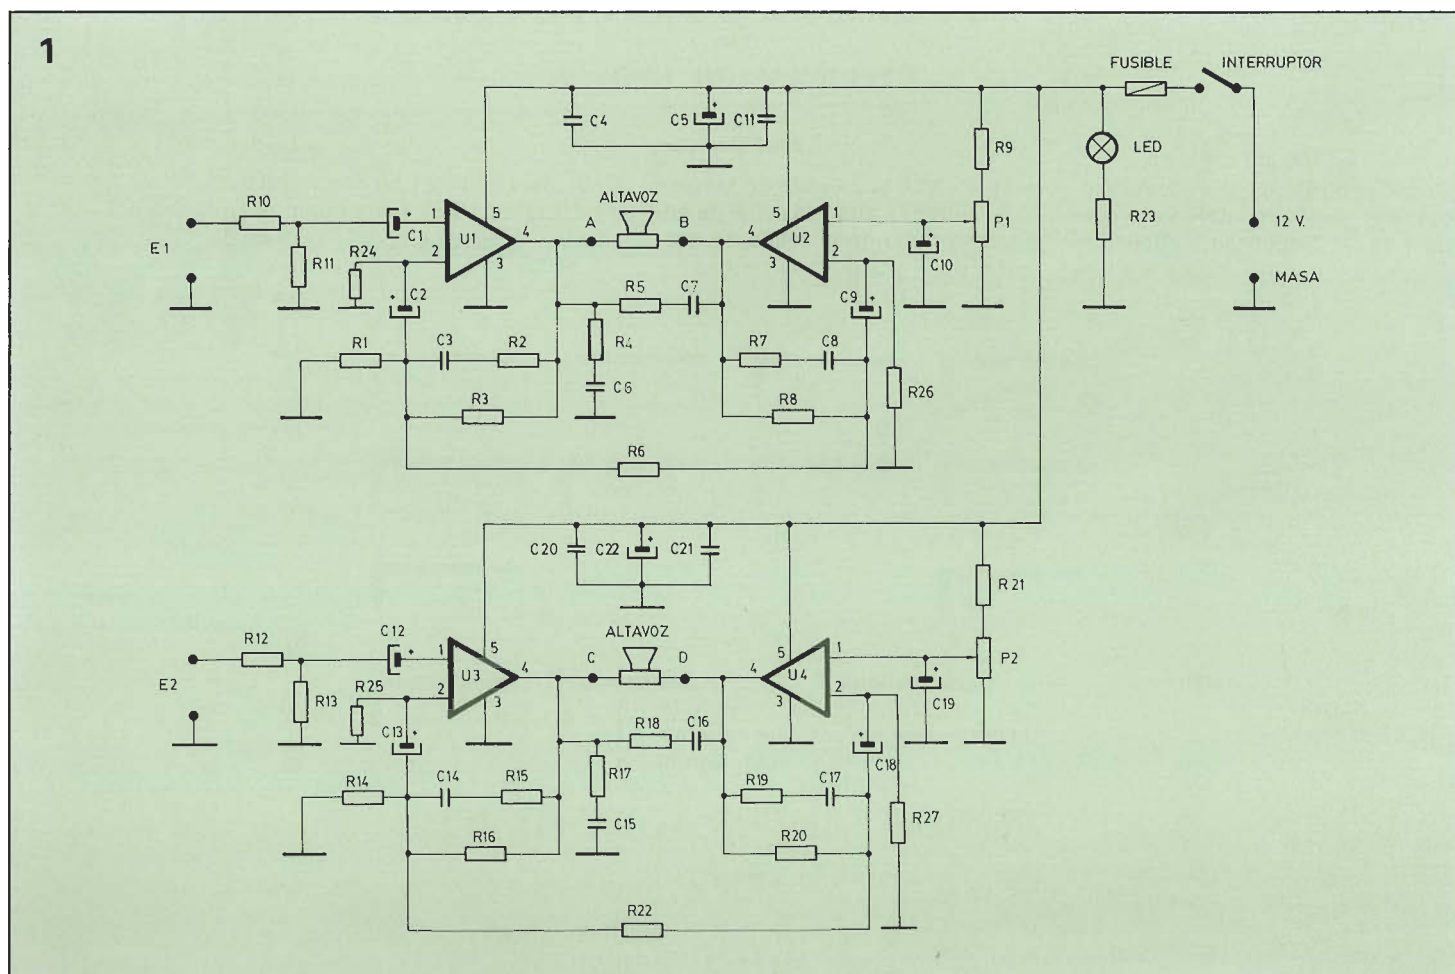 1
FUSIBLE INTERRUPTOR
C4 C5 + C11
R9 LED
ALTAVOZ
R10 + C1 1 5 U1 4 A B 4 5 U2 1 P1 R23 12 V.
E1 R11 R24 2 3 3 2 + C10 MASA
C2 + R5 C7 C9 +
R1 C3 R2 R4 R7 C8
C6 R26
R3 R8
R6
C20 C22 + C21
R21
ALTAVOZ
R12 C12 + 1 5 U3 4 C D 4 5 U4 1 P2
E2 R13 R25 2 3 3 2 + C19
C13 + R18 C16 C18 +
R14 C14 R15 R17 R19 C17
C15 R27
R16 R20
R22